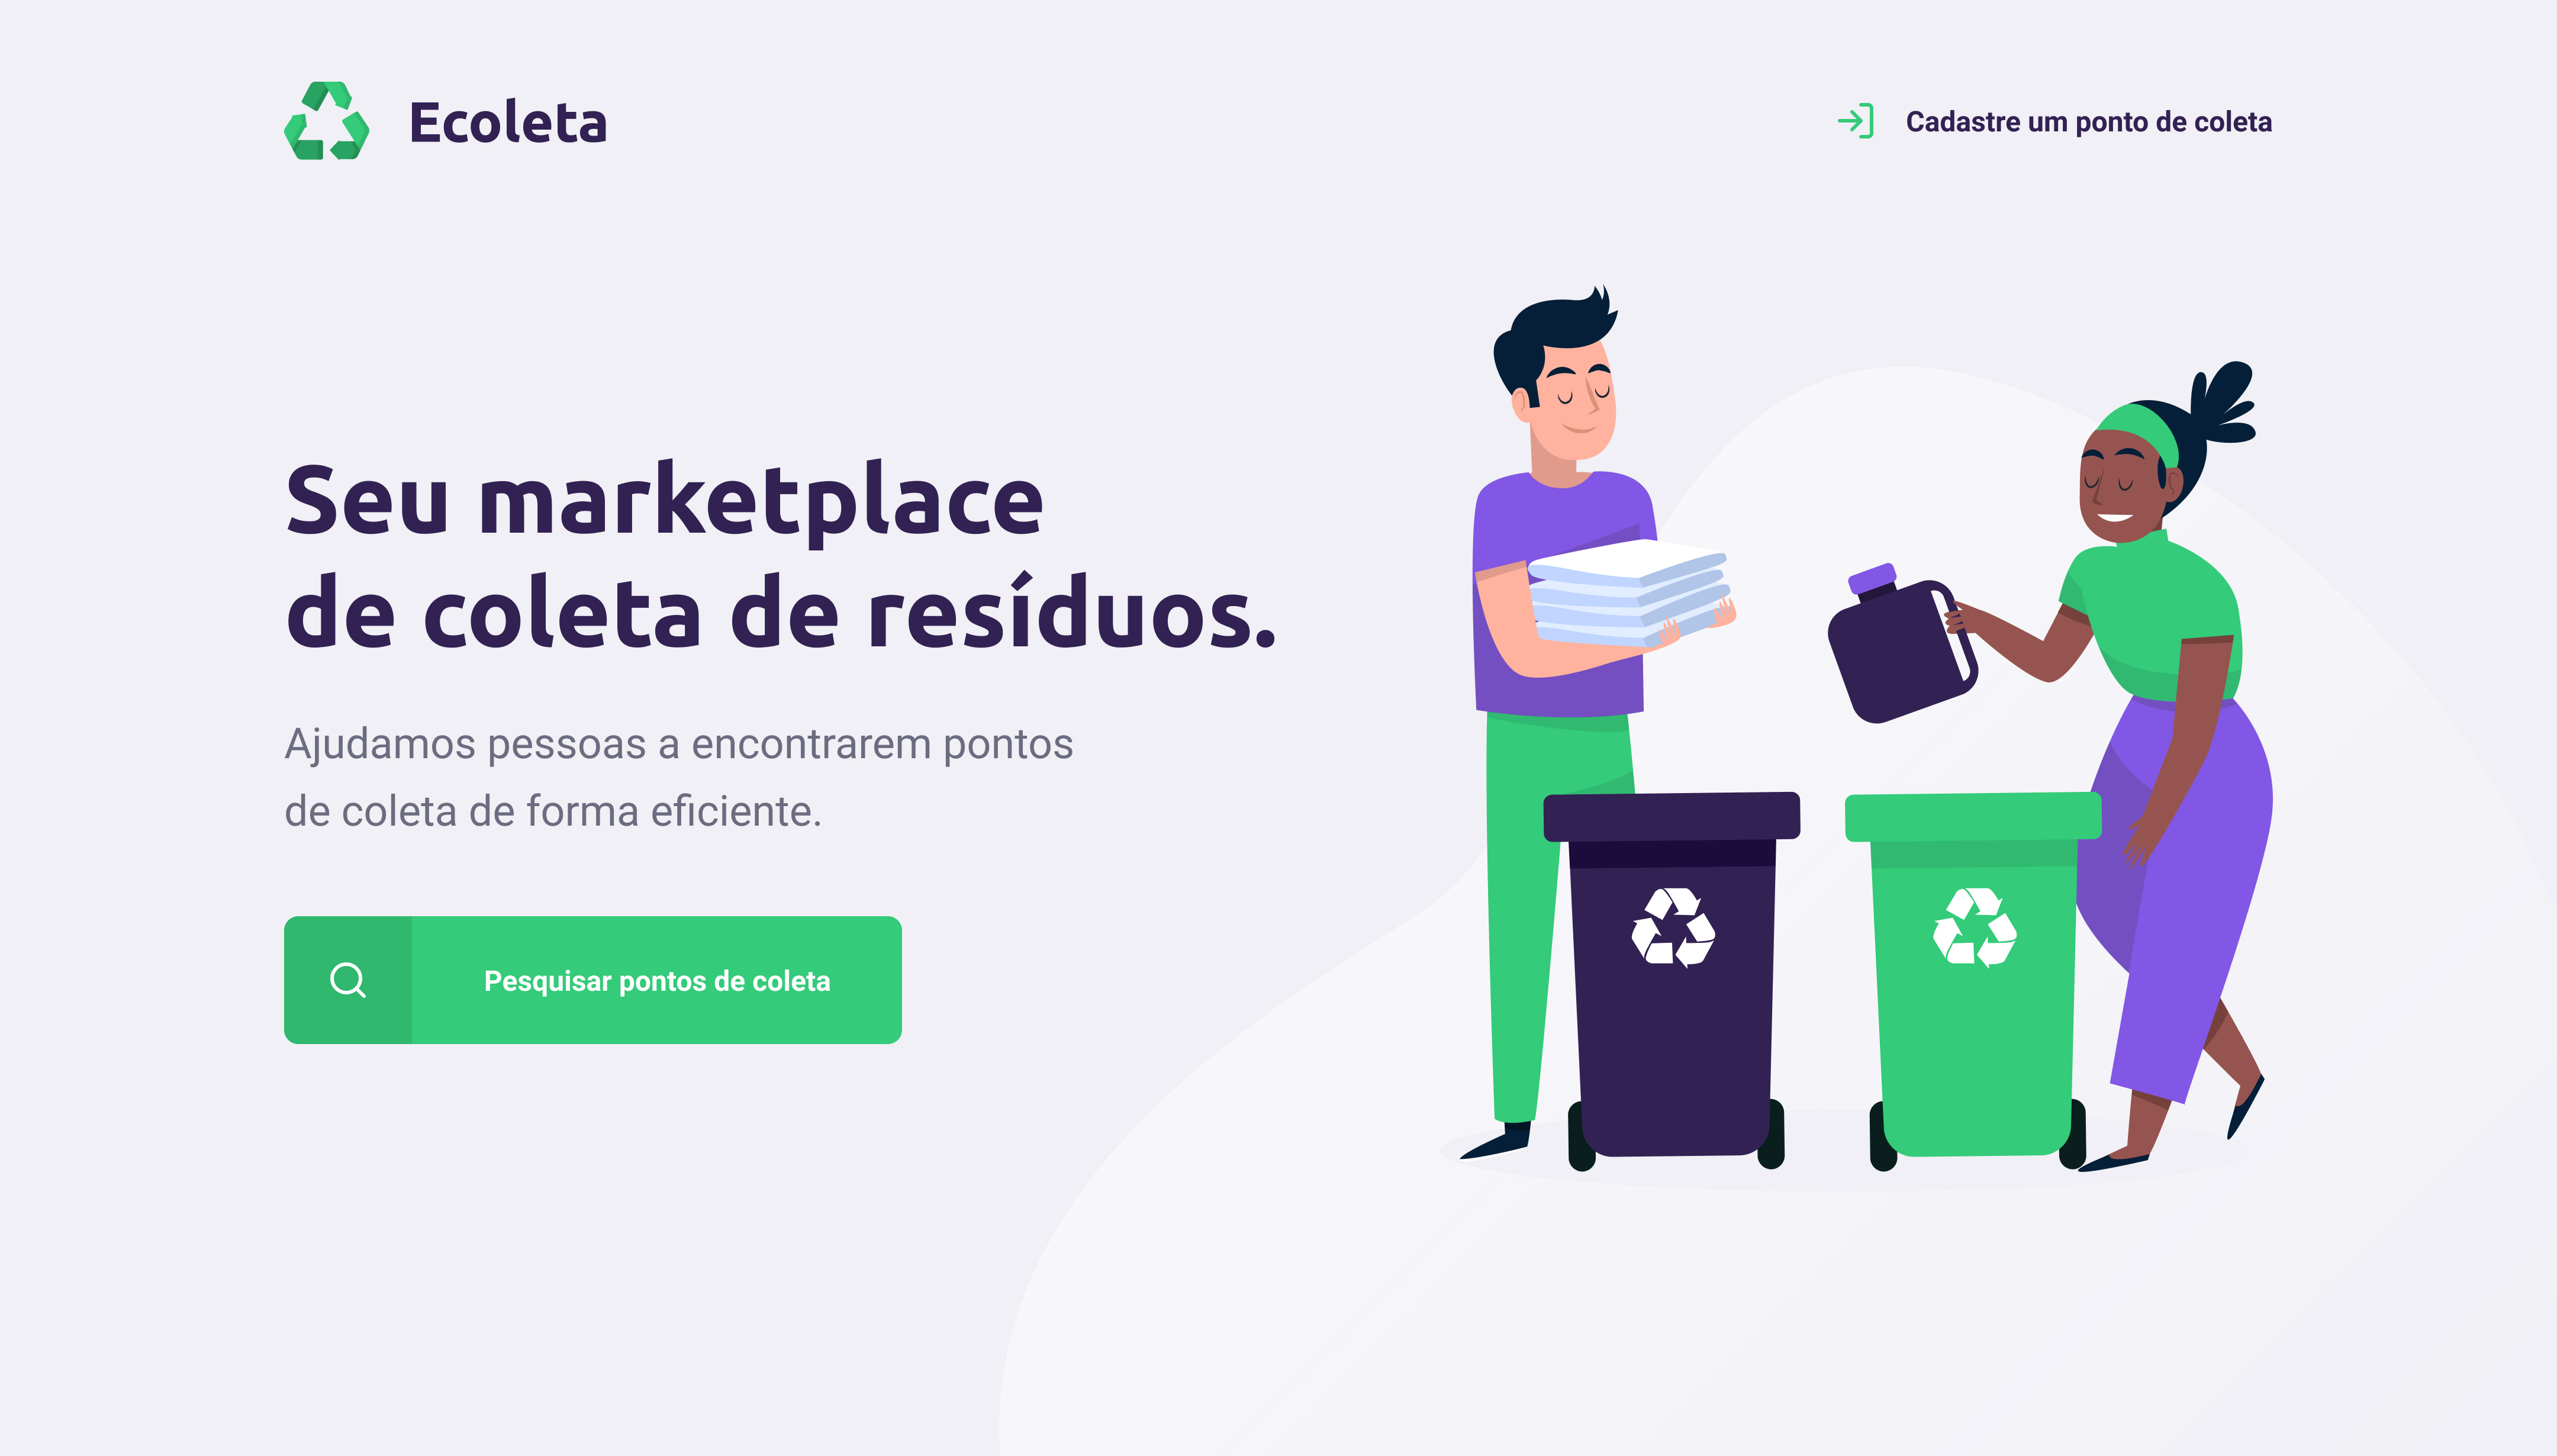 Ecoleta
Cadastre um ponto de coleta
Seu marketplace
de coleta de resíduos.
Ajudamos pessoas a encontrarem pontos
de coleta de forma eficiente.
Pesquisar pontos de coleta